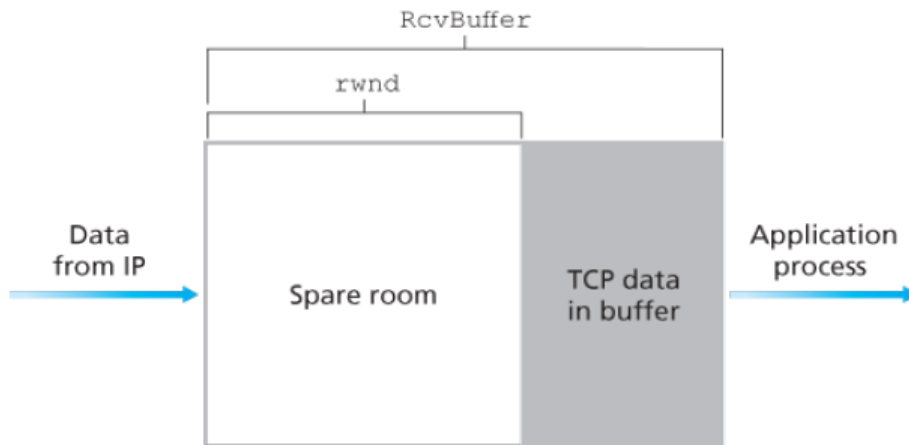 RcvBuffer
rwnd
Data
from IP
Spare room
TCP data
in buffer
Application
process